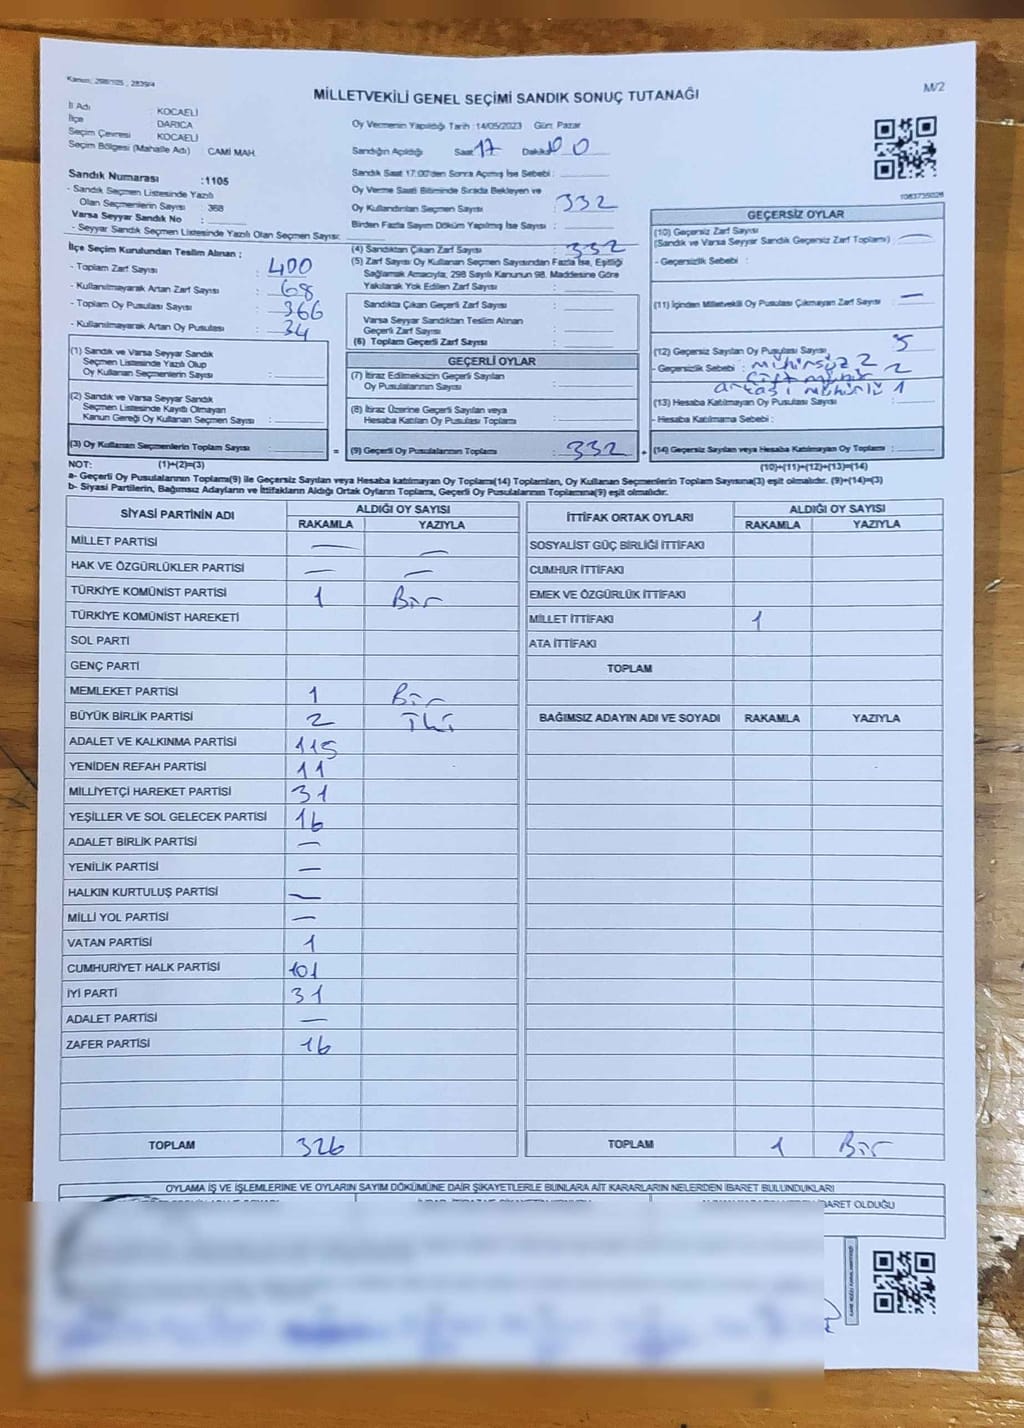 Kanun; 298/105 ; 2839/4
M/2
MİLLETVEKİLİ GENEL SEÇİMİ SANDIK SONUÇ TUTANAĞI
İl Adı : KOCAELİ
İlçe : DARICA
Seçim Çevresi : KOCAELİ
Seçim Bölgesi (Mahalle Adı) : CAMİ MAH.
Oy Vermenin Yapıldığı Tarih : 14/05/2023 Gün: Pazar
Sandığın Açıldığı Saat 17 Dakika 00
Sandık Saat 17:00'den Sonra Açılmış İse Sebebi :
Sandık Numarası :1105
- Sandık Seçmen Listesinde Yazılı
Olan Seçmenlerin Sayısı : 368
Varsa Seyyar Sandık No :
- Seyyar Sandık Seçmen Listesinde Yazılı Olan Seçmen Sayısı:
Oy Verme Saati Bitiminde Sırada Bekleyen ve
Oy Kullandırılan Seçmen Sayısı : 332
Birden Fazla Sayım Döküm Yapılmış İse Sayısı :
İlçe Seçim Kurulundan Teslim Alınan ;
- Toplam Zarf Sayısı : 400
- Kullanılmayarak Artan Zarf Sayısı : 68
- Toplam Oy Pusulası Sayısı : 366
- Kullanılmayarak Artan Oy Pusulası : 34
(4) Sandıktan Çıkan Zarf Sayısı : 332
(5) Zarf Sayısı Oy Kullanan Seçmen Sayısından Fazla İse, Eşitliği
Sağlamak Amacıyla, 298 Sayılı Kanunun 98. Maddesine Göre
Yakılarak Yok Edilen Zarf Sayısı :
Sandıkta Çıkan Geçerli Zarf Sayısı :
Varsa Seyyar Sandıktan Teslim Alınan
Geçerli Zarf Sayısı :
(6) Toplam Geçerli Zarf Sayısı :
GEÇERSİZ OYLAR
(10) Geçersiz Zarf Sayısı
(Sandık ve Varsa Seyyar Sandık Geçersiz Zarf Toplamı) : —
- Geçersizlik Sebebi :
(11) İçinden Milletvekili Oy Pusulası Çıkmayan Zarf Sayısı : —
(12) Geçersiz Sayılan Oy Pusulası Sayısı : 5
- Geçersizlik Sebebi : mühürsüz 2
çift mühür 2
arkası mühürlü 1
(13) Hesaba Katılmayan Oy Pusulası Sayısı :
- Hesaba Katılmama Sebebi :
(14) Geçersiz Sayılan veya Hesaba Katılmayan Oy Toplamı :
(1) Sandık ve Varsa Seyyar Sandık
Seçmen Listesinde Yazılı Olup
Oy Kullanan Seçmenlerin Sayısı :
(2) Sandık ve Varsa Seyyar Sandık
Seçmen Listesinde Kayıtlı Olmayan
Kanun Gereği Oy Kullanan Seçmen Sayısı :
(3) Oy Kullanan Seçmenlerin Toplam Sayısı :
GEÇERLİ OYLAR
(7) İtiraz Edilmeksizin Geçerli Sayılan
Oy Pusulalarının Sayısı :
(8) İtiraz Üzerine Geçerli Sayılan veya
Hesaba Katılan Oy Pusulası Toplamı :
= (9) Geçerli Oy Pusulalarının Toplamı : 332 +
NOT: (1)+(2)=(3) (10)+(11)+(12)+(13)=(14)
a- Geçerli Oy Pusulalarının Toplamı(9) ile Geçersiz Sayılan veya Hesaba katılmayan Oy Toplamı(14) Toplamları, Oy Kullanan Seçmenlerin Toplam Sayısına(3) eşit olmalıdır. (9)+(14)=(3)
b- Siyasi Partilerin, Bağımsız Adayların ve İttifakların Aldığı Ortak Oyların Toplamı, Geçerli Oy Pusulalarının Toplamına(9) eşit olmalıdır.
SİYASİ PARTİNİN ADI ALDIĞI OY SAYISI
RAKAMLA YAZIYLA
MİLLET PARTİSİ — —
HAK VE ÖZGÜRLÜKLER PARTİSİ — —
TÜRKİYE KOMÜNİST PARTİSİ 1 Bir
TÜRKİYE KOMÜNİST HAREKETİ
SOL PARTİ
GENÇ PARTİ
MEMLEKET PARTİSİ 1 Bir
BÜYÜK BİRLİK PARTİSİ 2 İki
ADALET VE KALKINMA PARTİSİ 115
YENİDEN REFAH PARTİSİ 11
MİLLİYETÇİ HAREKET PARTİSİ 31
YEŞİLLER VE SOL GELECEK PARTİSİ 16
ADALET BİRLİK PARTİSİ —
YENİLİK PARTİSİ —
HALKIN KURTULUŞ PARTİSİ —
MİLLİ YOL PARTİSİ —
VATAN PARTİSİ 1
CUMHURİYET HALK PARTİSİ 101
İYİ PARTİ 31
ADALET PARTİSİ —
ZAFER PARTİSİ 16
TOPLAM 326
İTTİFAK ORTAK OYLARI ALDIĞI OY SAYISI
RAKAMLA YAZIYLA
SOSYALİST GÜÇ BİRLİĞİ İTTİFAKI
CUMHUR İTTİFAKI
EMEK VE ÖZGÜRLÜK İTTİFAKI
MİLLET İTTİFAKI 1
ATA İTTİFAKI
TOPLAM
BAĞIMSIZ ADAYIN ADI VE SOYADI RAKAMLA YAZIYLA
TOPLAM 1 Bir
OYLAMA İŞ VE İŞLEMLERİNE VE OYLARIN SAYIM DÖKÜMÜNE DAİR ŞİKAYETLERLE BUNLARA AİT KARARLARIN NELERDEN İBARET BULUNDUKLARI
İBARET OLDUĞU